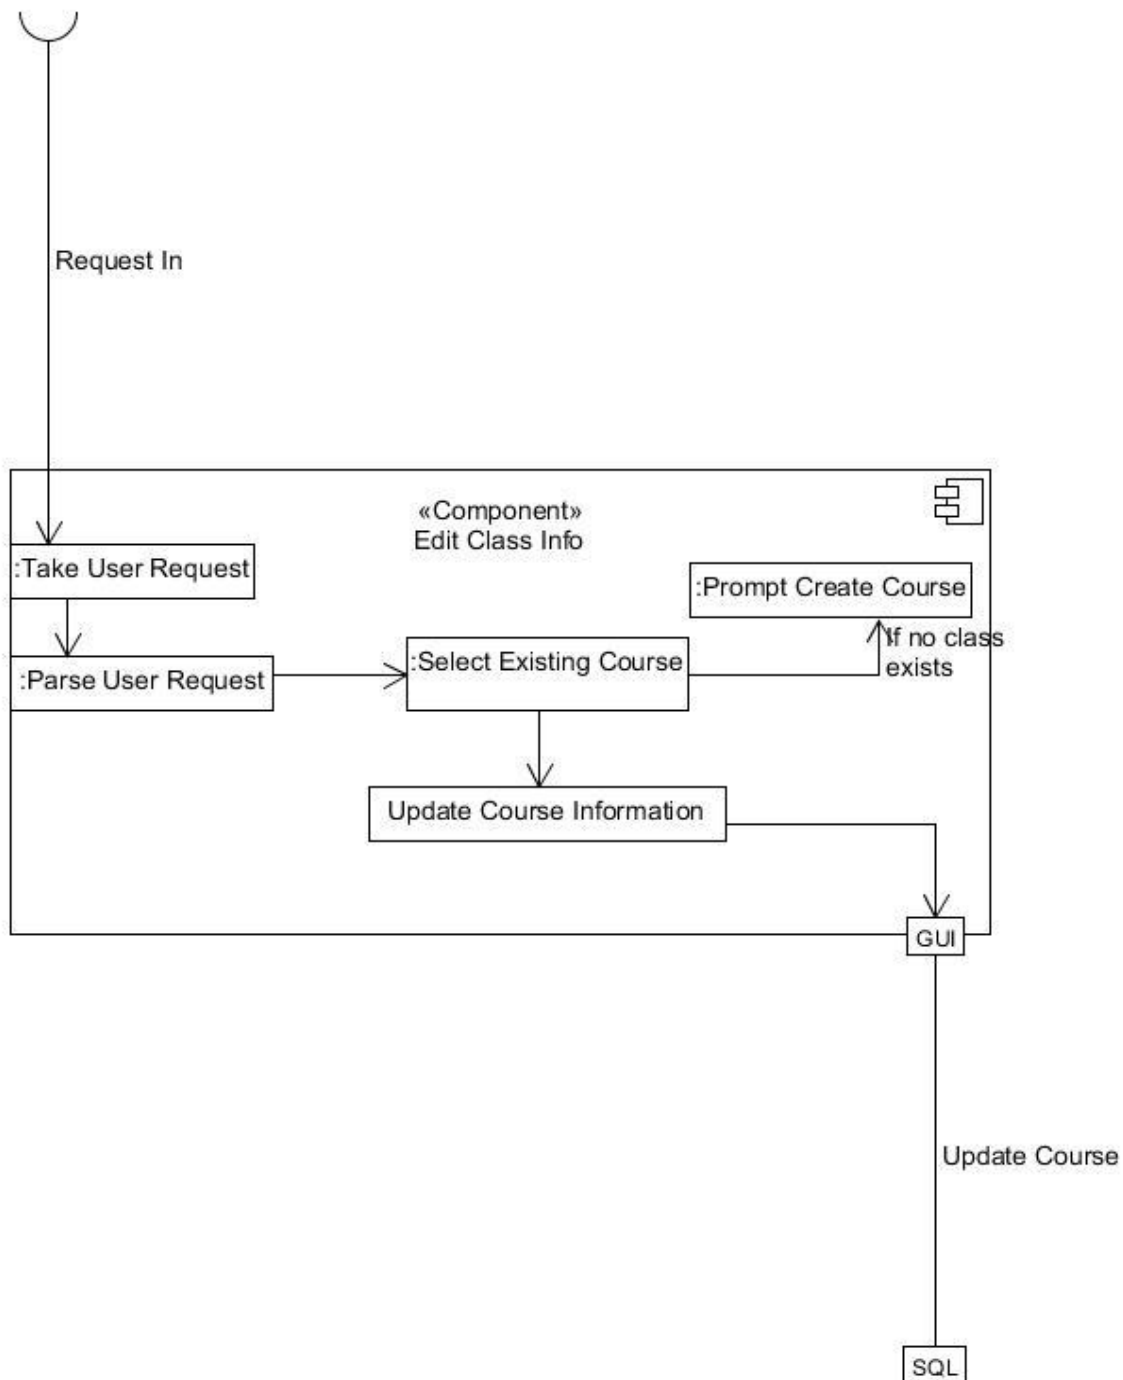 Request In
«Component»
Edit Class Info
:Take User Request
:Prompt Create Course
If no class
exists
:Select Existing Course
:Parse User Request
Update Course Information
GUI
Update Course
SQL